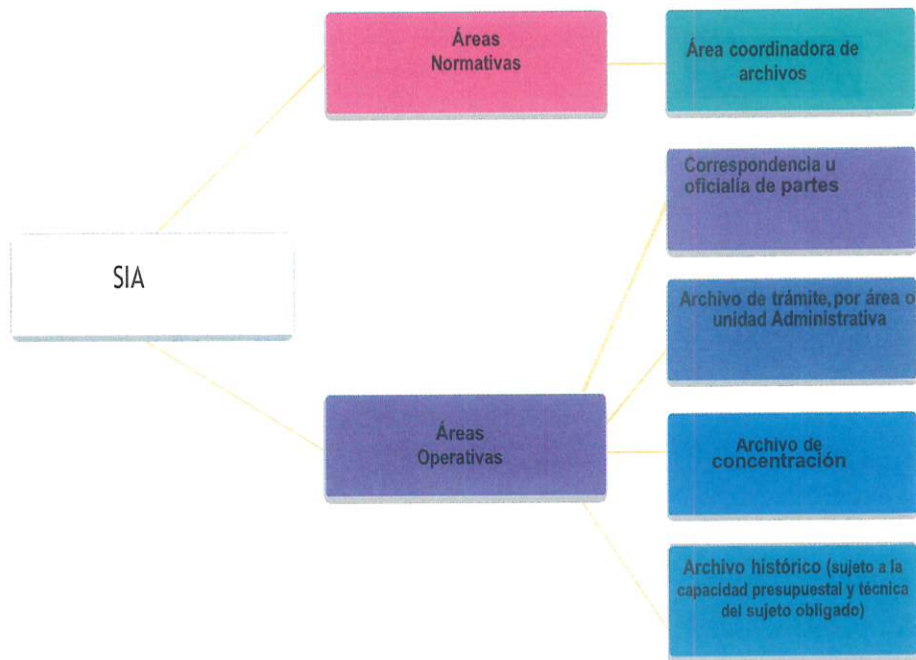 Áreas
Normativas
Área coordinadora de
archivos
Correspondencia u
oficialía de partes
SIA
Archivo de trámite, por área o
unidad Administrativa
Áreas
Operativas
Archivo de
concentración
Archivo histórico (sujeto a la
capacidad presupuestal y técnica
del sujeto obligado)